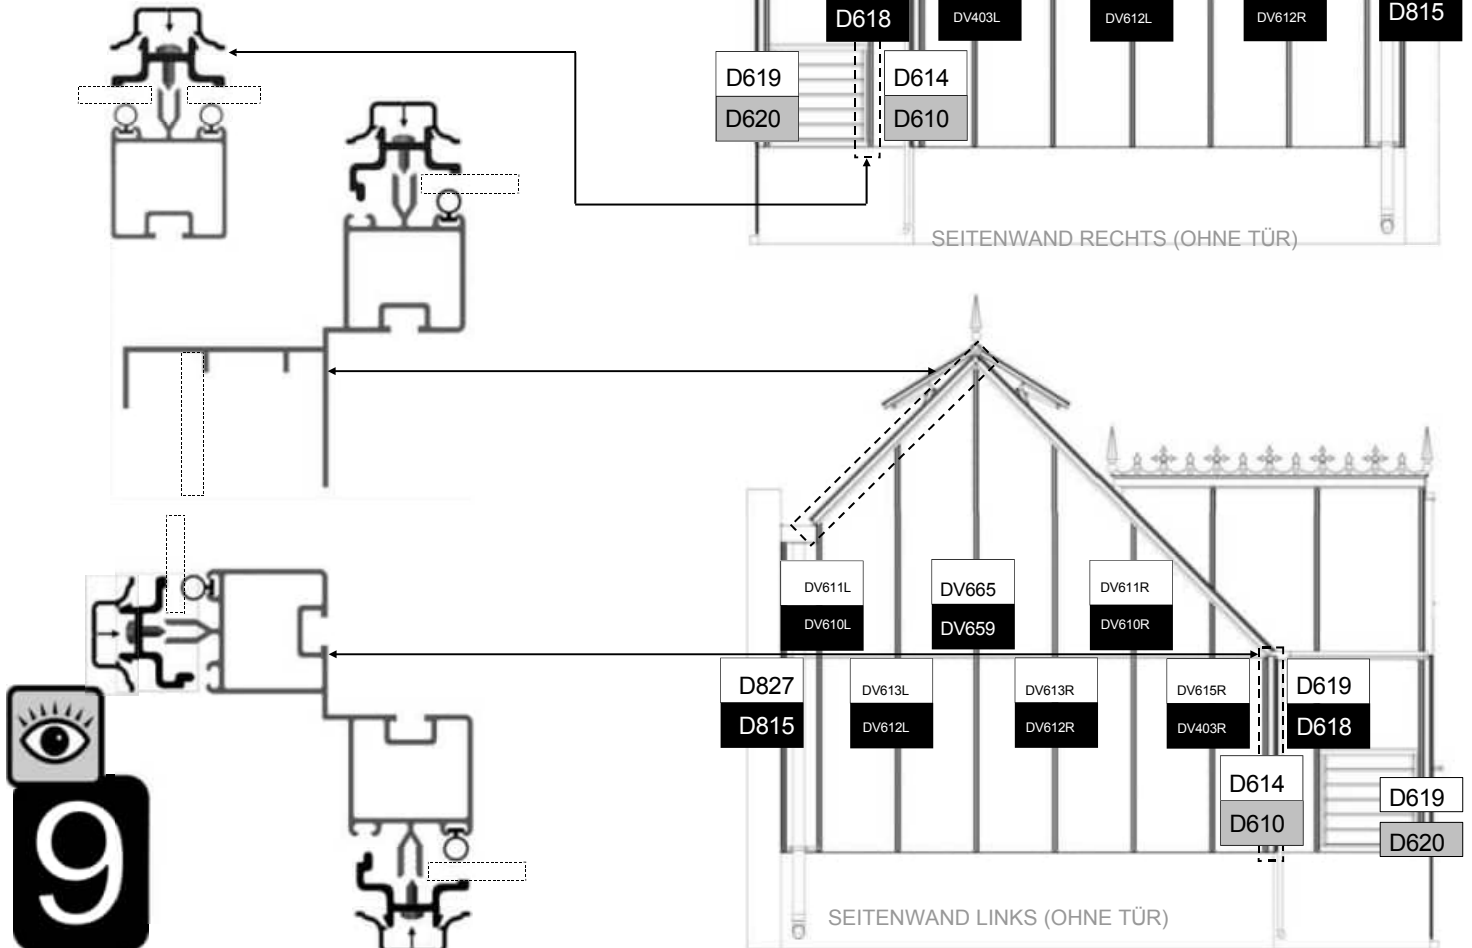 D618
DV403L
DV612L
DV612R
D815
D619
D614
D620
D610
SEITENWAND RECHTS (OHNE TÜR)
DV611L
DV665
DV611R
DV610L
DV659
DV610R
D827
DV613L
DV613R
DV615R
D619
D815
DV612L
DV612R
DV403R
D618
D614
D619
D610
D620
9
SEITENWAND LINKS (OHNE TÜR)